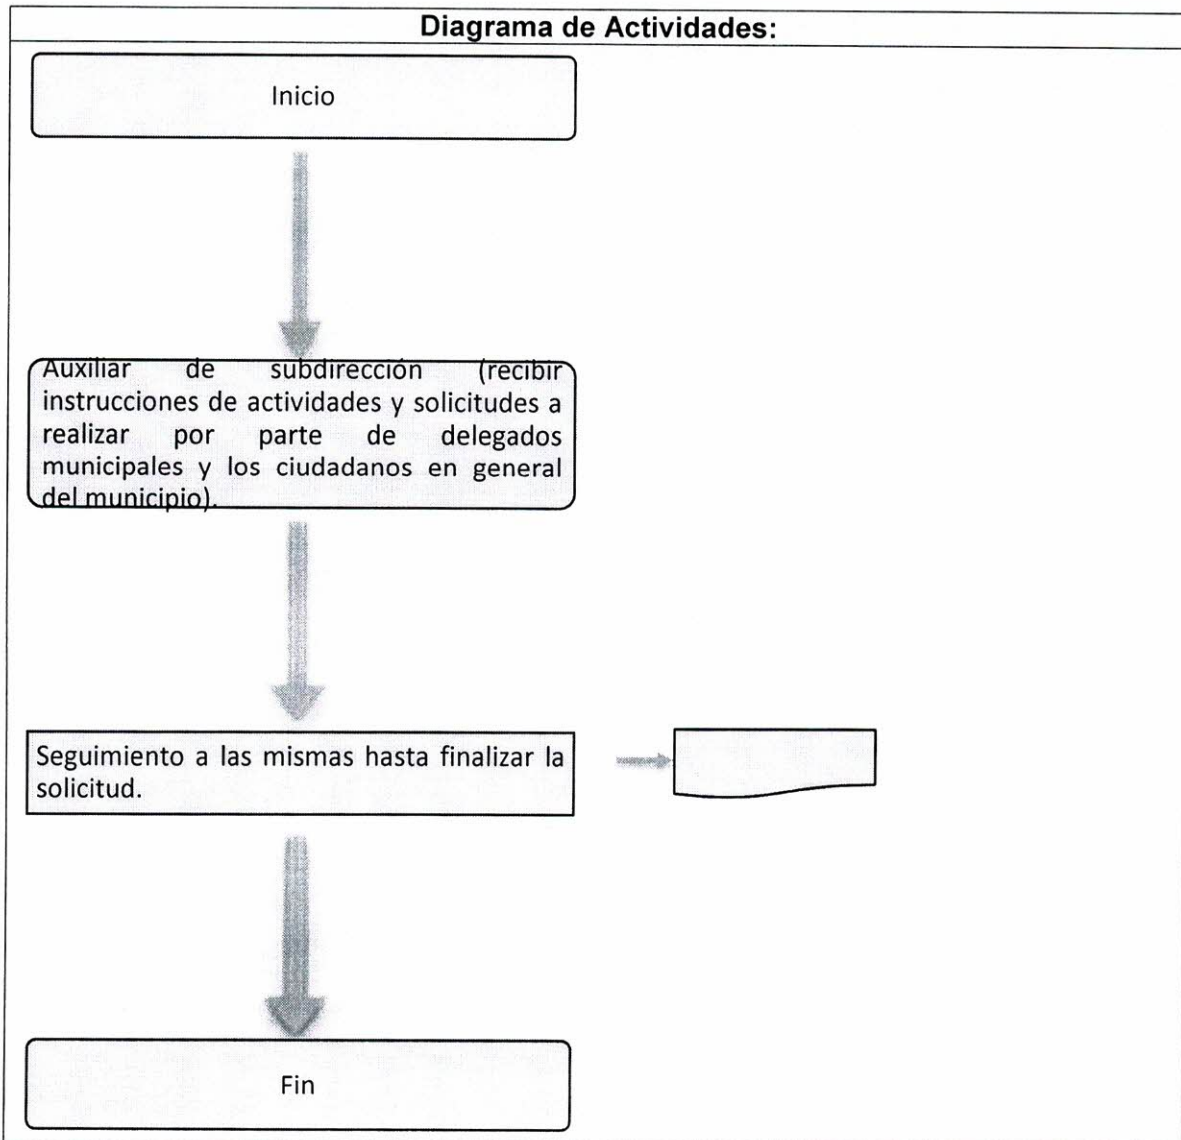 Diagrama de Actividades:
Inicio
Auxiliar de subdirección (recibir
instrucciones de actividades y solicitudes a
realizar por parte de delegados
municipales y los ciudadanos en general
del municipio).
Seguimiento a las mismas hasta finalizar la
solicitud.
Fin